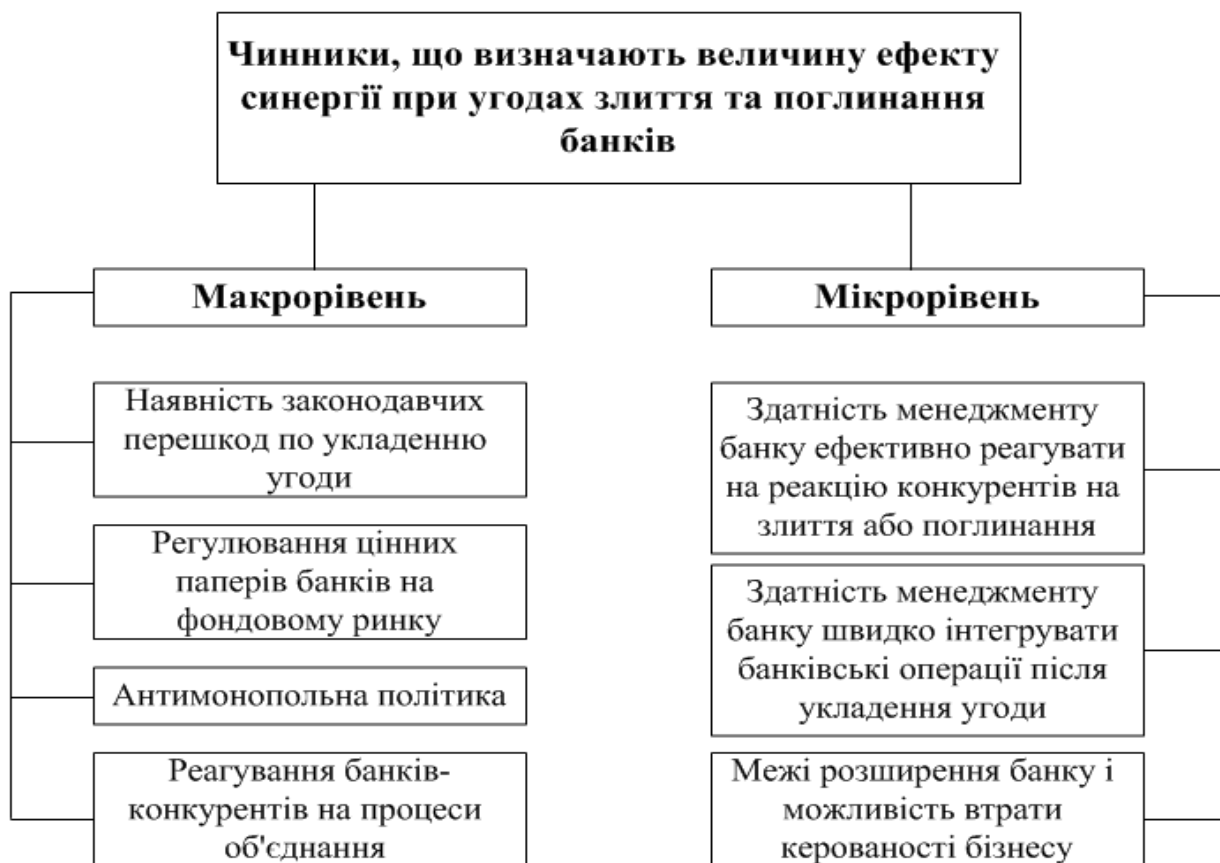 Чинники, що визначають величину ефекту
синергії при угодах злиття та поглинання
банків
Макрорівень
Наявність законодавчих
перешкод по укладенню
угоди
Регулювання цінних
паперів банків на
фондовому ринку
Антимонопольна політика
Реагування банків-
конкурентів на процеси
об'єднання
Мікрорівень
Здатність менеджменту
банку ефективно реагувати
на реакцію конкурентів на
злиття або поглинання
Здатність менеджменту
банку швидко інтегрувати
банківські операції після
укладення угоди
Межі розширення банку і
можливість втрати
керованості бізнесу